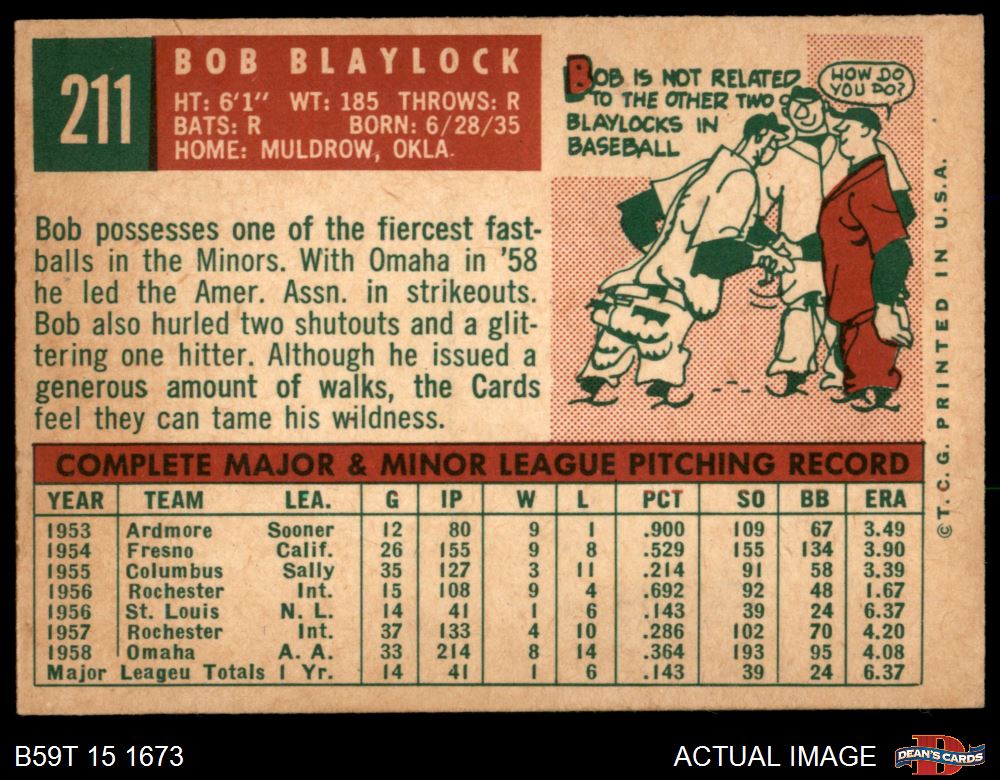 211
BOB BLAYLOCK
HT: 6'1" WT: 185 THROWS: R
BATS: R BORN: 6/28/35
HOME: MULDROW, OKLA.
BOB IS NOT RELATED
TO THE OTHER TWO
BLAYLOCKS IN
BASEBALL
HOW DO
YOU DO?
Bob possesses one of the fiercest fast-
balls in the Minors. With Omaha in '58
he led the Amer. Assn. in strikeouts.
Bob also hurled two shutouts and a glit-
tering one hitter. Although he issued a
generous amount of walks, the Cards
feel they can tame his wildness.
COMPLETE MAJOR & MINOR LEAGUE PITCHING RECORD
YEAR TEAM LEA. G IP W L PCT SO BB ERA
1953 Ardmore Sooner 12 80 9 1 .900 109 67 3.49
1954 Fresno Calif. 26 155 9 8 .529 155 134 3.90
1955 Columbus Sally 35 127 3 11 .214 91 58 3.39
1956 Rochester Int. 15 108 9 4 .692 92 48 1.67
1956 St. Louis N. L. 14 41 1 6 .143 39 24 6.37
1957 Rochester Int. 37 133 4 10 .286 102 70 4.20
1958 Omaha A. A. 33 214 8 14 .364 193 95 4.08
Major Leageu Totals 1 Yr. 14 41 1 6 .143 39 24 6.37
© T. C. G. PRINTED IN U.S.A.
B59T 15 1673
ACTUAL IMAGE
DEAN'S CARDS